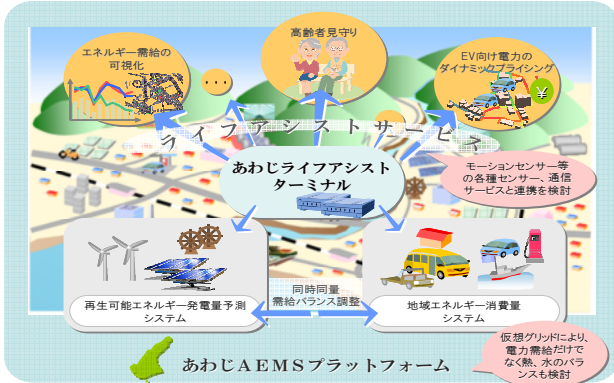 エネルギー需給の
可視化
・・・
高齢者見守り
EV向け電力の
ダイナミックプライシング
¥
ライフアシストサービス
あわじライフアシスト
ターミナル
モーションセンサー等
の各種センサー、通信
サービスと連携を検討
再生可能エネルギー発電量予測
システム
同時同量
需給バランス調整
地域エネルギー消費量
システム
仮想グリッドにより、
電力需給だけで
なく熱、水のバラ
ンスも検討
あわじAEMSプラットフォーム